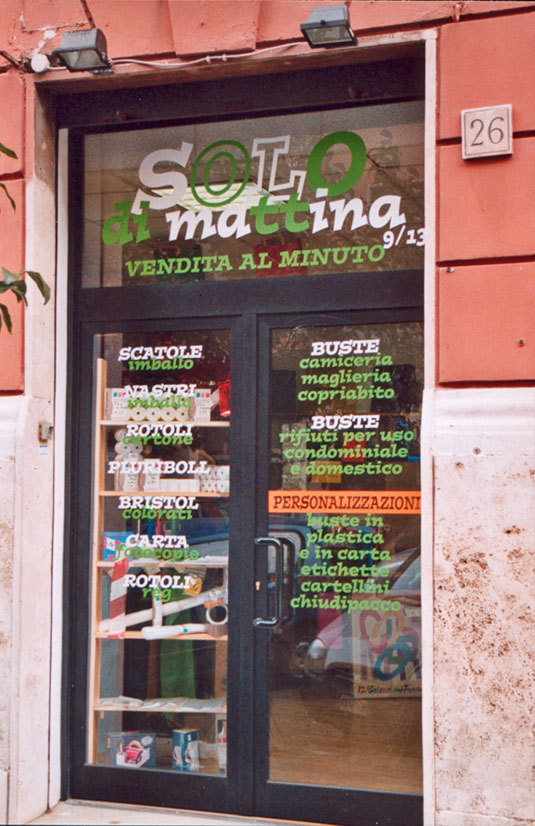 SOLO
di mattina
9/13
VENDITA AL MINUTO
26
SCATOLE
imballo
NASTRI
imballo
ROTOLI
cartone
PLURIBOLL
BRISTOL
colorati
CARTA
fotocopie
ROTOLI
reg
BUSTE
camiceria
maglieria
copriabito
BUSTE
rifiuti per uso
condominiale
e domestico
PERSONALIZZAZIONI
buste in
plastica
e in carta
etichette
cartellini
chiudipacco